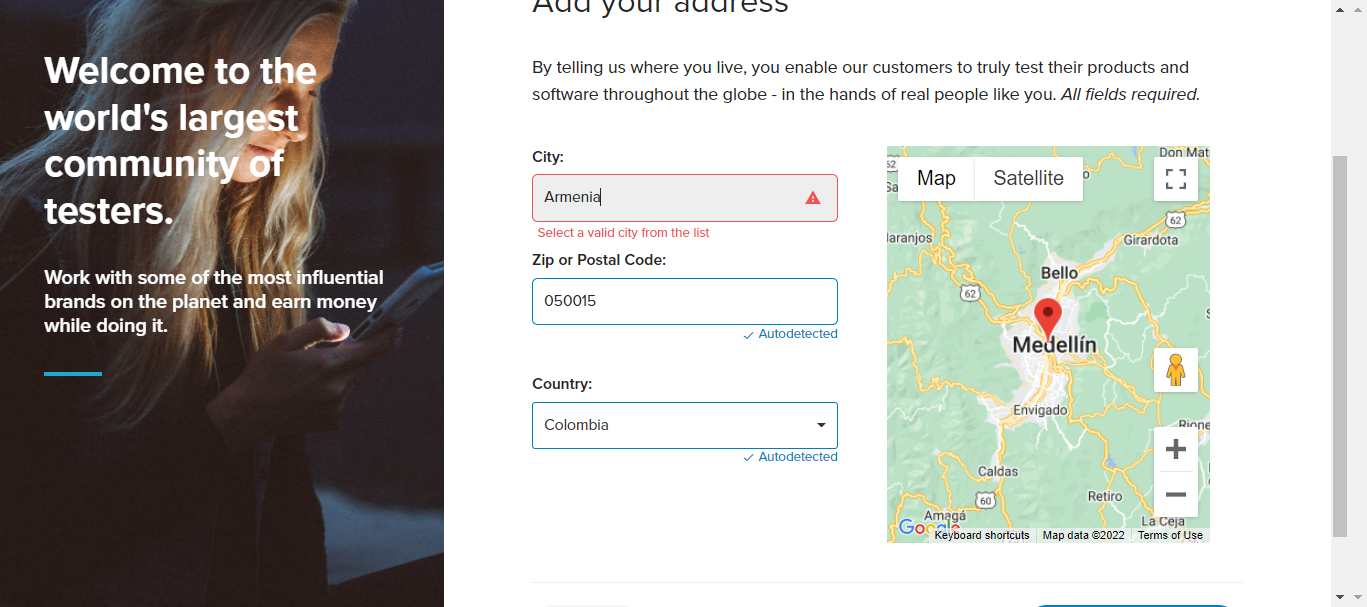 Add your address
Welcome to the
world's largest
community of
testers.
Work with some of the most influential
brands on the planet and earn money
while doing it.
By telling us where you live, you enable our customers to truly test their products and
software throughout the globe - in the hands of real people like you. All fields required.
City:
Armenia
Select a valid city from the list
Zip or Postal Code:
050015
Autodetected
Country:
Colombia
Autodetected
Map
Satellite
Don Mat
62
62
Girardota
Bello
62
Medellín
Envigado
Caldas
60
Retiro
Amagá
La Ceja
Google
Keyboard shortcuts
Map data ©2022
Terms of Use